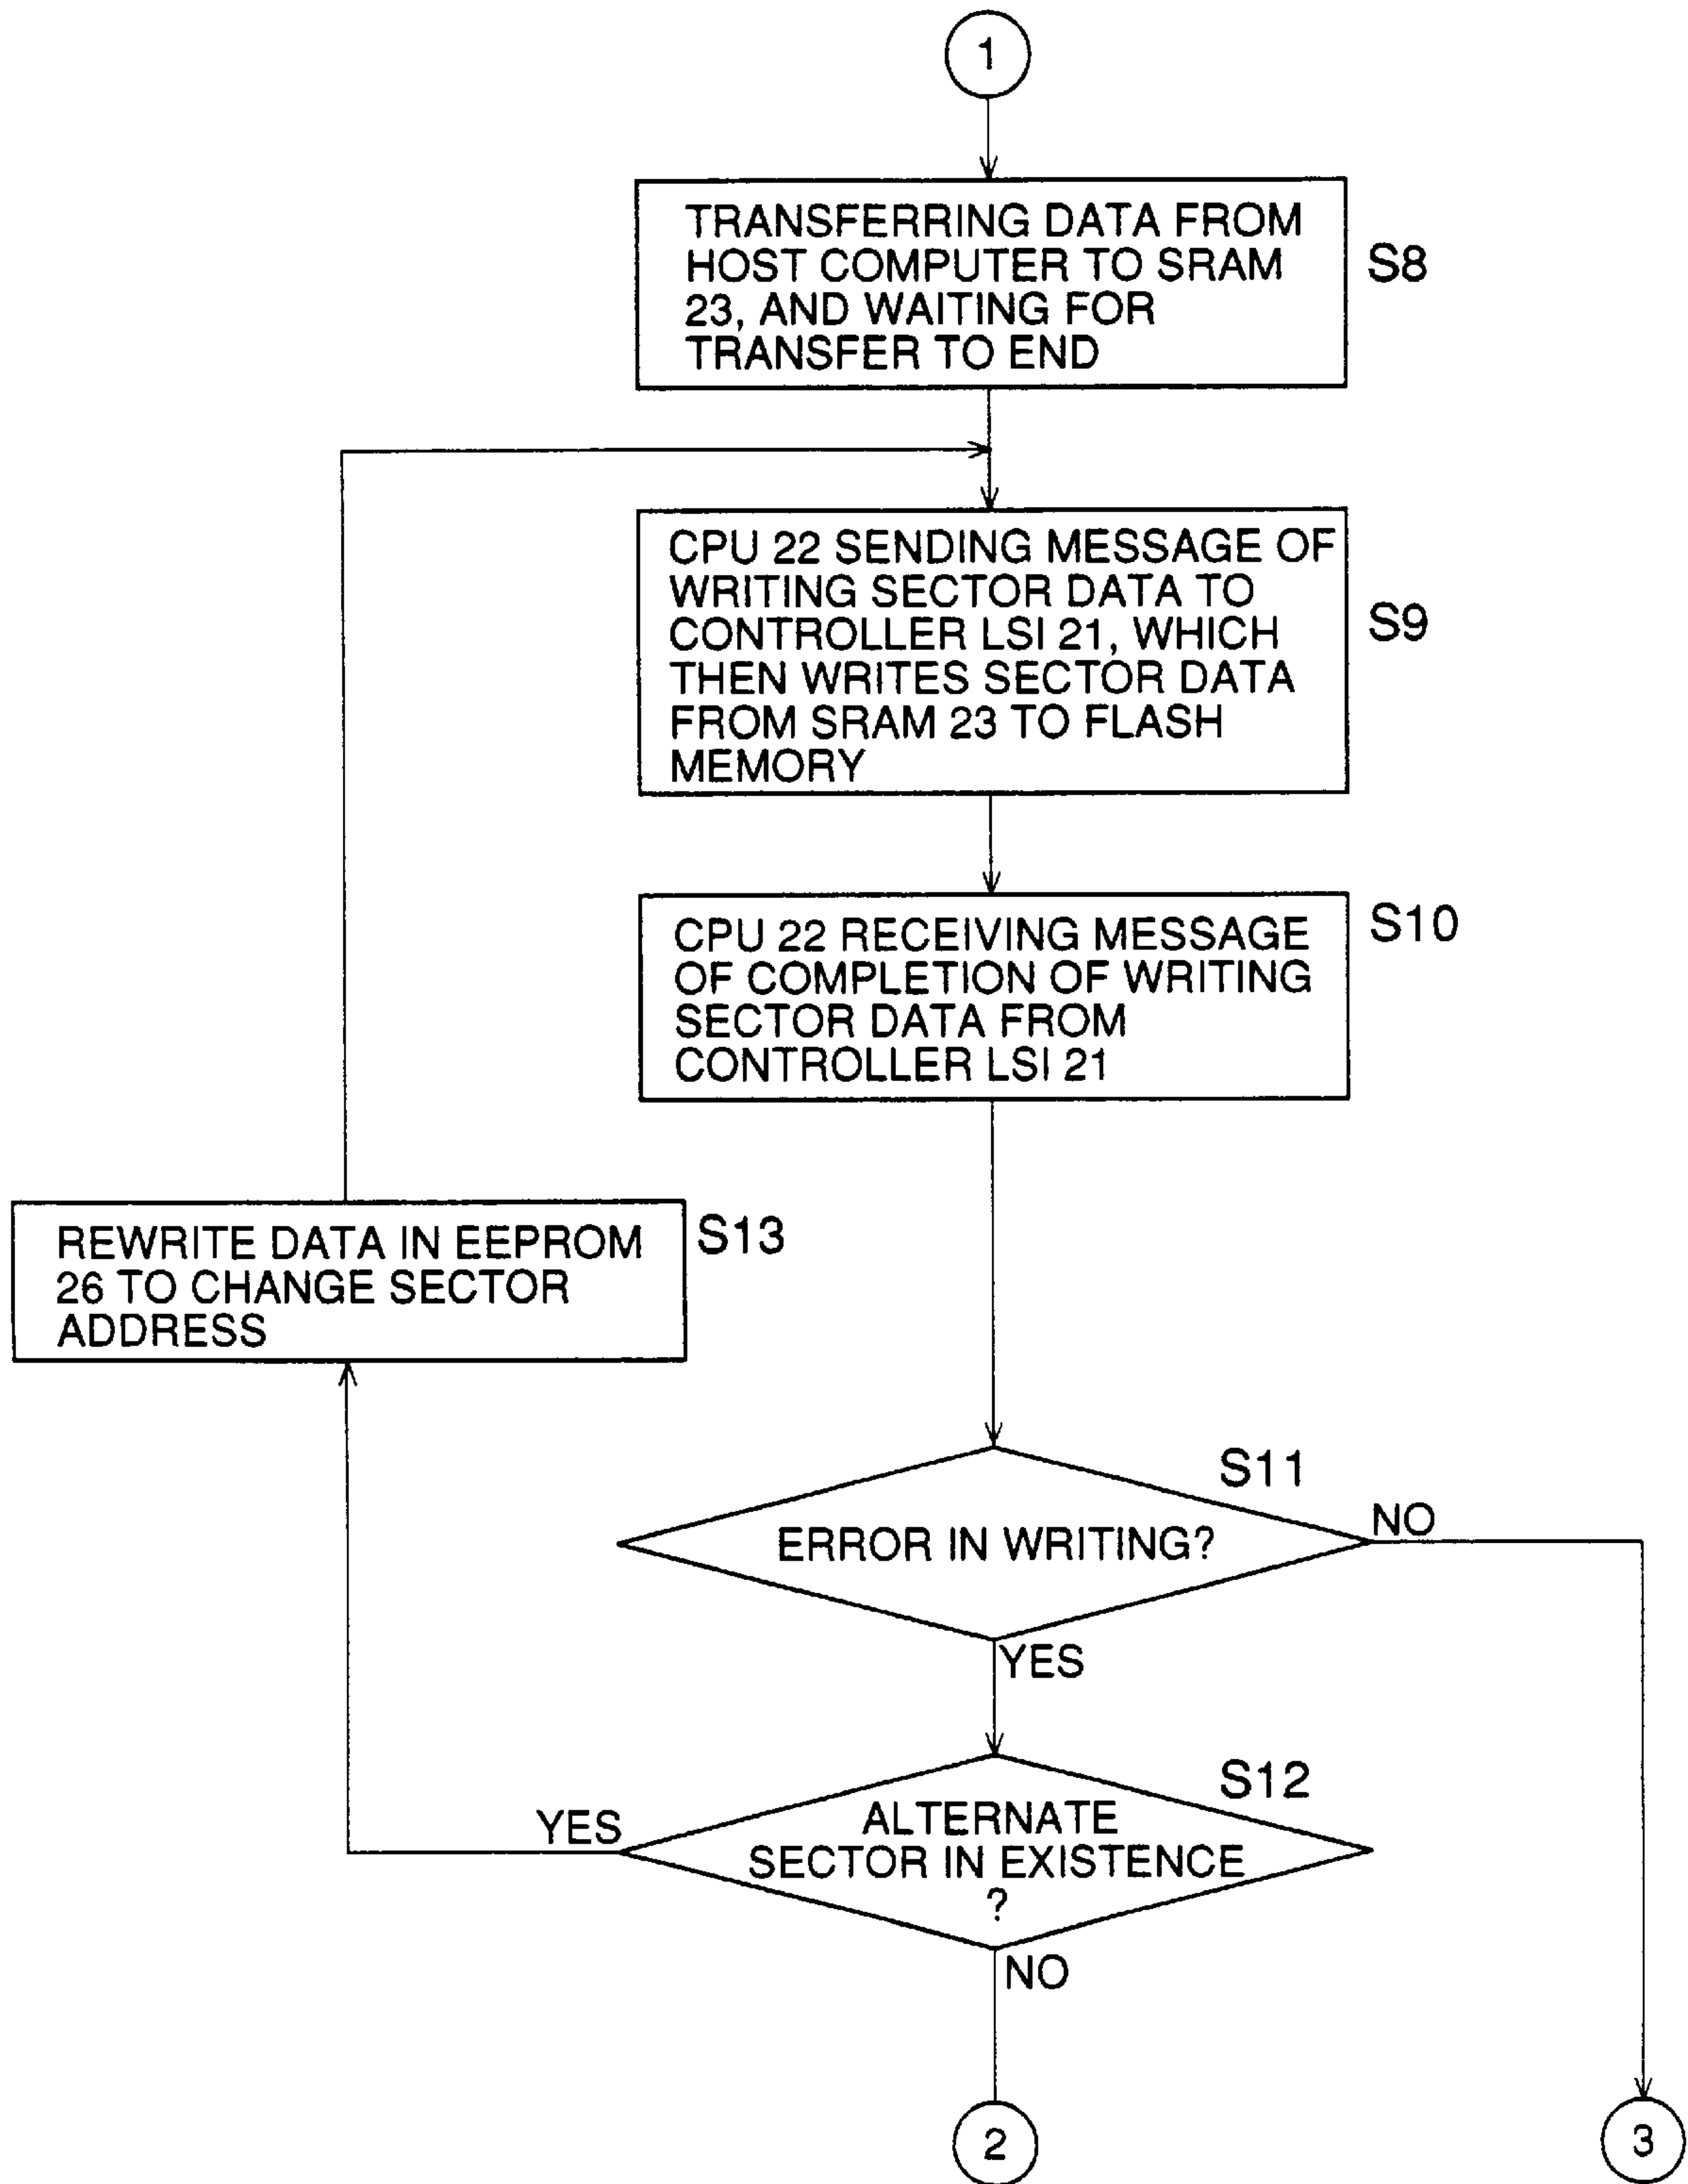 1
TRANSFERRING DATA FROM
HOST COMPUTER TO SRAM
23, AND WAITING FOR
TRANSFER TO END
S8
CPU 22 SENDING MESSAGE OF
WRITING SECTOR DATA TO
CONTROLLER LSI 21, WHICH
THEN WRITES SECTOR DATA
FROM SRAM 23 TO FLASH
MEMORY
S9
CPU 22 RECEIVING MESSAGE
OF COMPLETION OF WRITING
SECTOR DATA FROM
CONTROLLER LSI 21
S10
REWRITE DATA IN EEPROM
26 TO CHANGE SECTOR
ADDRESS
S13
S11
ERROR IN WRITING?
NO
YES
S12
ALTERNATE
SECTOR IN EXISTENCE
?
YES
NO
2
3